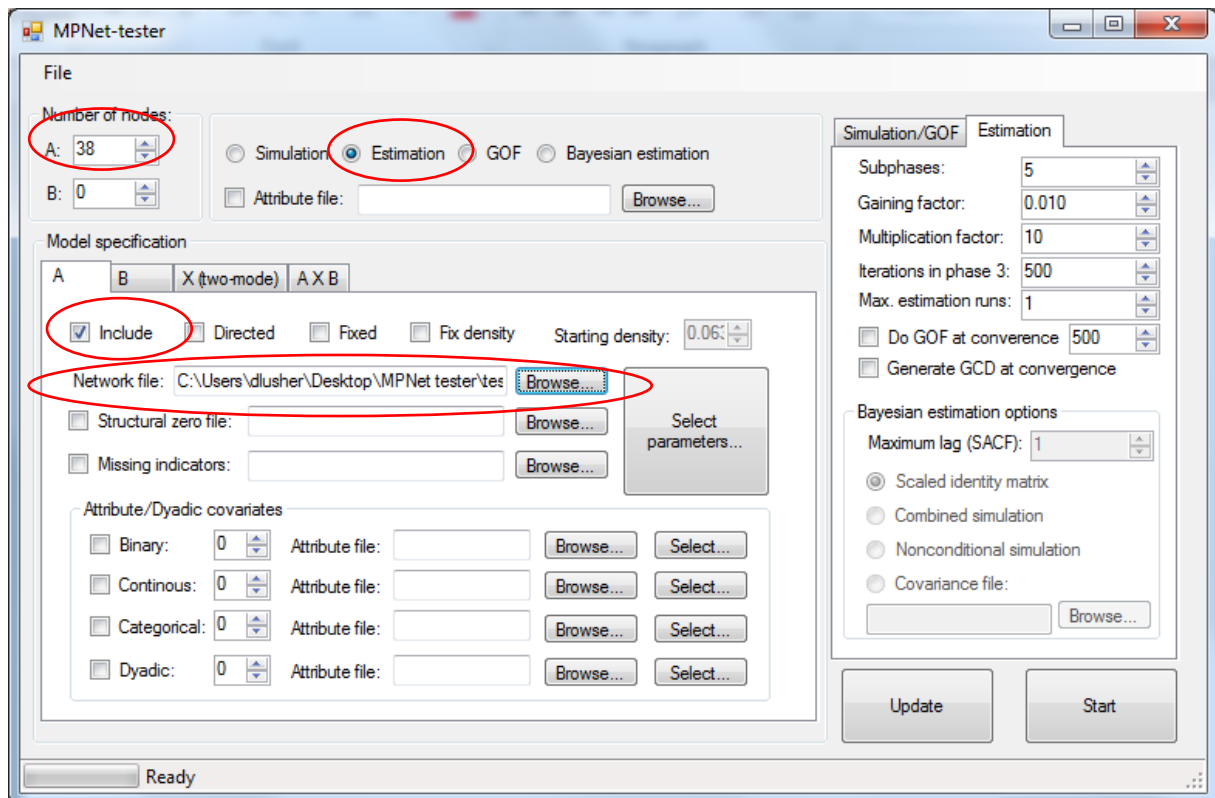 MPNet-tester
File
Number of nodes:
A: 38
B: 0
Simulation Estimation GOF Bayesian estimation
Attribute file: Browse...
Model specification
A B X (two-mode) A X B
Include Directed Fixed Fix density Starting density: 0.063
Network file: C:\Users\dlusher\Desktop\MPNet tester\tes Browse...
Structural zero file: Browse...
Missing indicators: Browse...
Select
parameters...
Attribute/Dyadic covariates
Binary: 0 Attribute file: Browse... Select...
Continous: 0 Attribute file: Browse... Select...
Categorical: 0 Attribute file: Browse... Select...
Dyadic: 0 Attribute file: Browse... Select...
Simulation/GOF Estimation
Subphases: 5
Gaining factor: 0.010
Multiplication factor: 10
Iterations in phase 3: 500
Max. estimation runs: 1
Do GOF at converence 500
Generate GCD at convergence
Bayesian estimation options
Maximum lag (SACF): 1
Scaled identity matrix
Combined simulation
Nonconditional simulation
Covariance file:
Browse...
Update Start
Ready